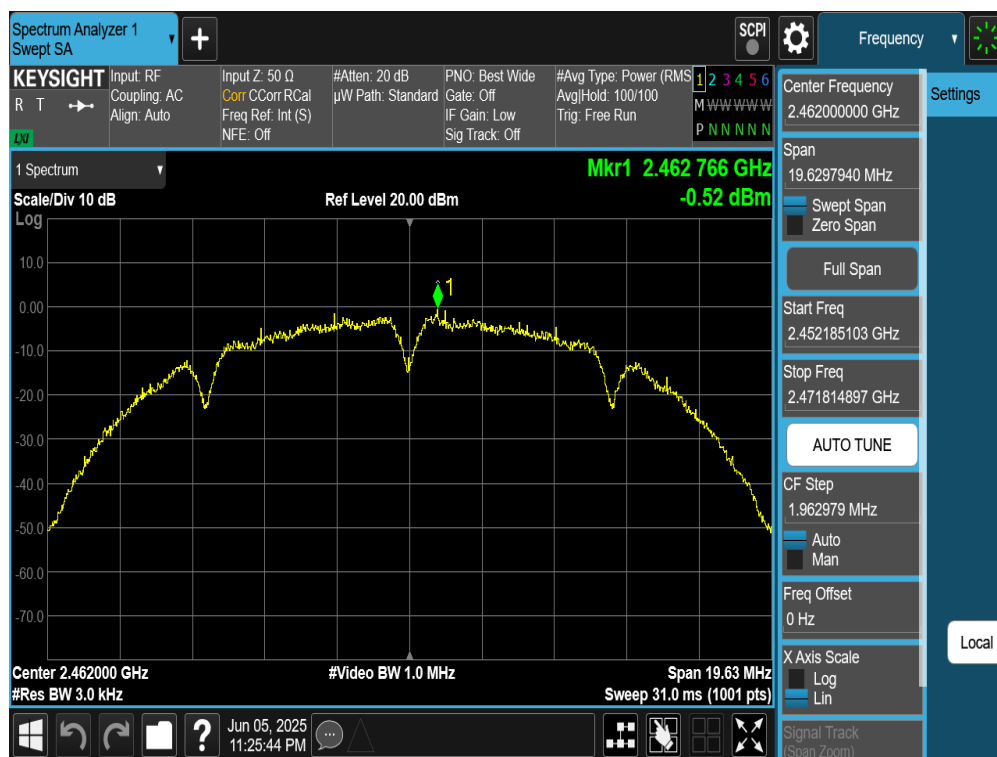 Spectrum Analyzer 1
Swept SA
+
SCPI
Frequency
KEYSIGHT
R T
LXI
Input: RF
Coupling: AC
Align: Auto
Input Z: 50 Ω
Corr CCorr RCal
Freq Ref: Int (S)
NFE: Off
#Atten: 20 dB
µW Path: Standard
PNO: Best Wide
Gate: Off
IF Gain: Low
Sig Track: Off
#Avg Type: Power (RMS
Avg|Hold: 100/100
Trig: Free Run
1 2 3 4 5 6
M W W W W W
P N N N N N
1 Spectrum
Mkr1 2.462 766 GHz
-0.52 dBm
Scale/Div 10 dB
Ref Level 20.00 dBm
Log
10.0
0.00
-10.0
-20.0
-30.0
-40.0
-50.0
-60.0
-70.0
1
Center 2.462000 GHz
#Video BW 1.0 MHz
Span 19.63 MHz
#Res BW 3.0 kHz
Sweep 31.0 ms (1001 pts)
Center Frequency
2.462000000 GHz
Settings
Span
19.6297940 MHz
Swept Span
Zero Span
Full Span
Start Freq
2.452185103 GHz
Stop Freq
2.471814897 GHz
AUTO TUNE
CF Step
1.962979 MHz
Auto
Man
Freq Offset
0 Hz
Local
X Axis Scale
Log
Lin
Signal Track
(Span Zoom)
?
Jun 05, 2025
11:25:44 PM